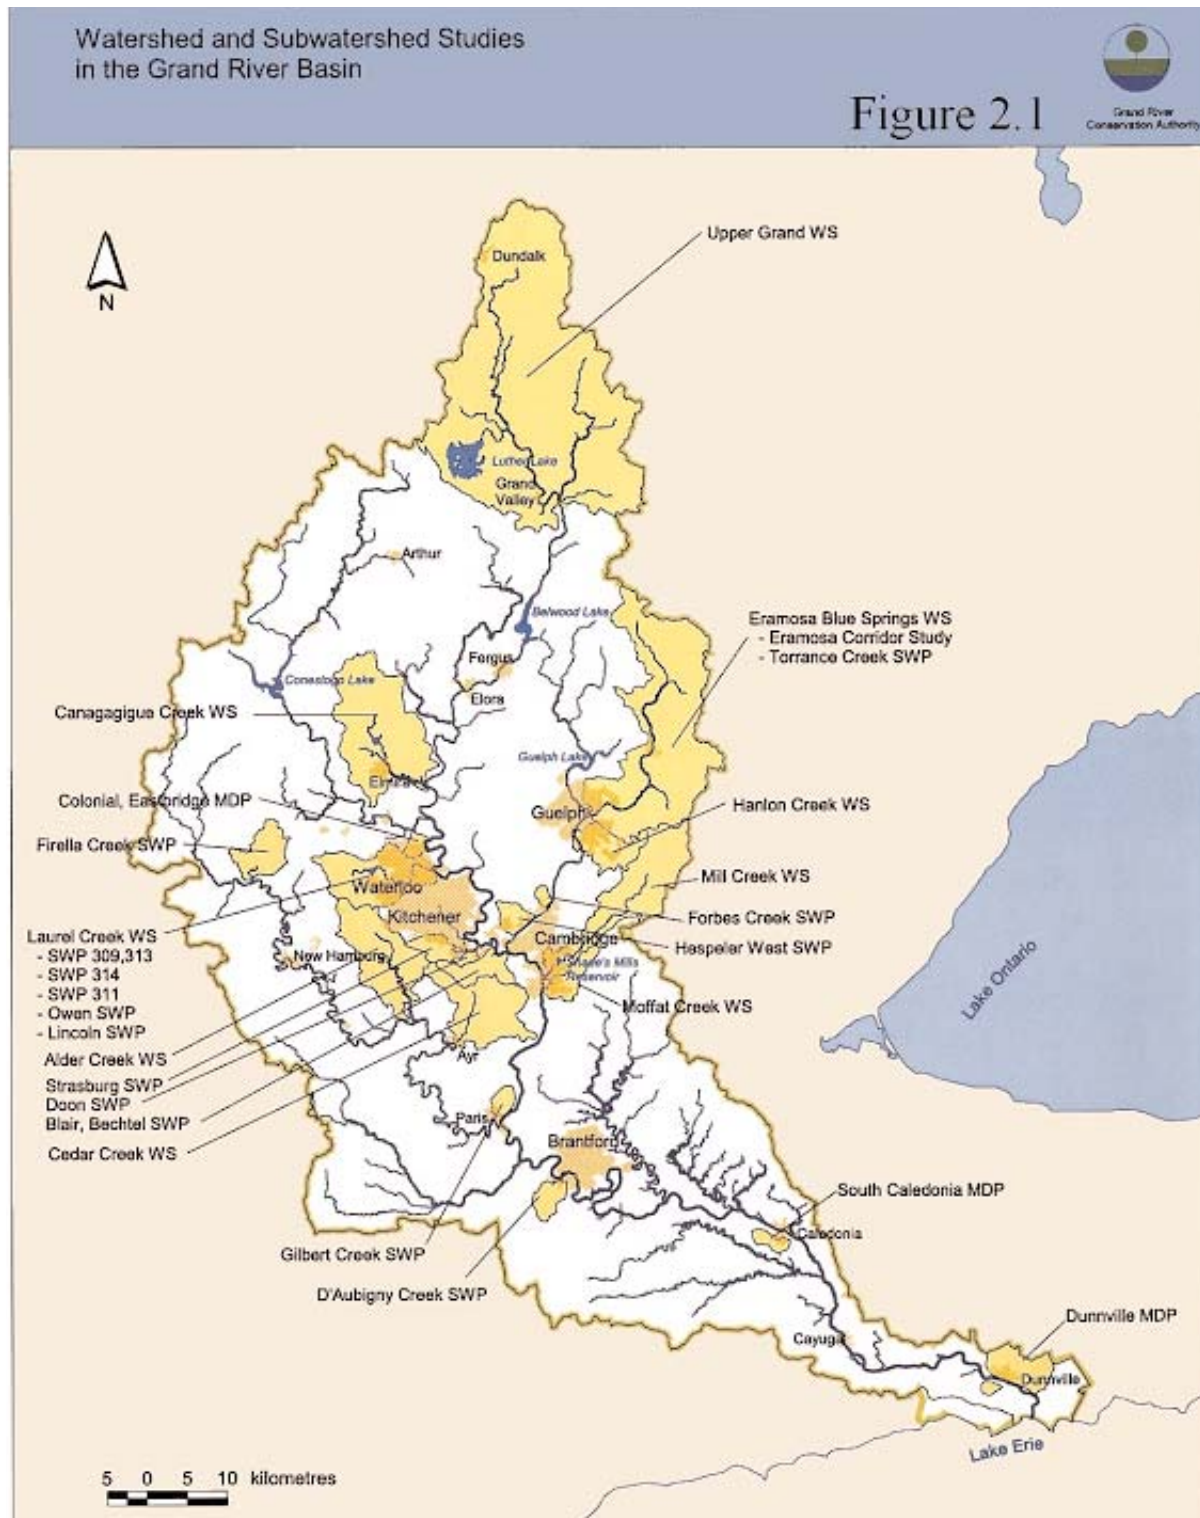 Watershed and Subwatershed Studies
in the Grand River Basin
Figure 2.1
Grand River
Conservation Authority
N
Upper Grand WS
Dundalk
Luther Lake
Grand
Valley
Arthur
Belwood Lake
Eramosa Blue Springs WS
- Eramosa Corridor Study
- Torrance Creek SWP
Fergus
Elora
Conestogo Lake
Canagagigue Creek WS
Guelph Lake
Colonial, Eastbridge MDP
Guelph
Hanlon Creek WS
Firella Creek SWP
Waterloo
Mill Creek WS
Kitchener
Forbes Creek SWP
Laurel Creek WS
- SWP 309,313
- SWP 314
- SWP 311
- Owen SWP
- Lincoln SWP
Cambridge
Hespeler West SWP
New Hamburg
Shade's Mills
Reservoir
Lake Ontario
Moffat Creek WS
Alder Creek WS
Ayr
Strasburg SWP
Doon SWP
Blair, Bechtel SWP
Paris
Cedar Creek WS
Brantford
South Caledonia MDP
Caledonia
Gilbert Creek SWP
D'Aubigny Creek SWP
Dunnville MDP
Cayuga
Dunnville
Lake Erie
5 0 5 10 kilometres